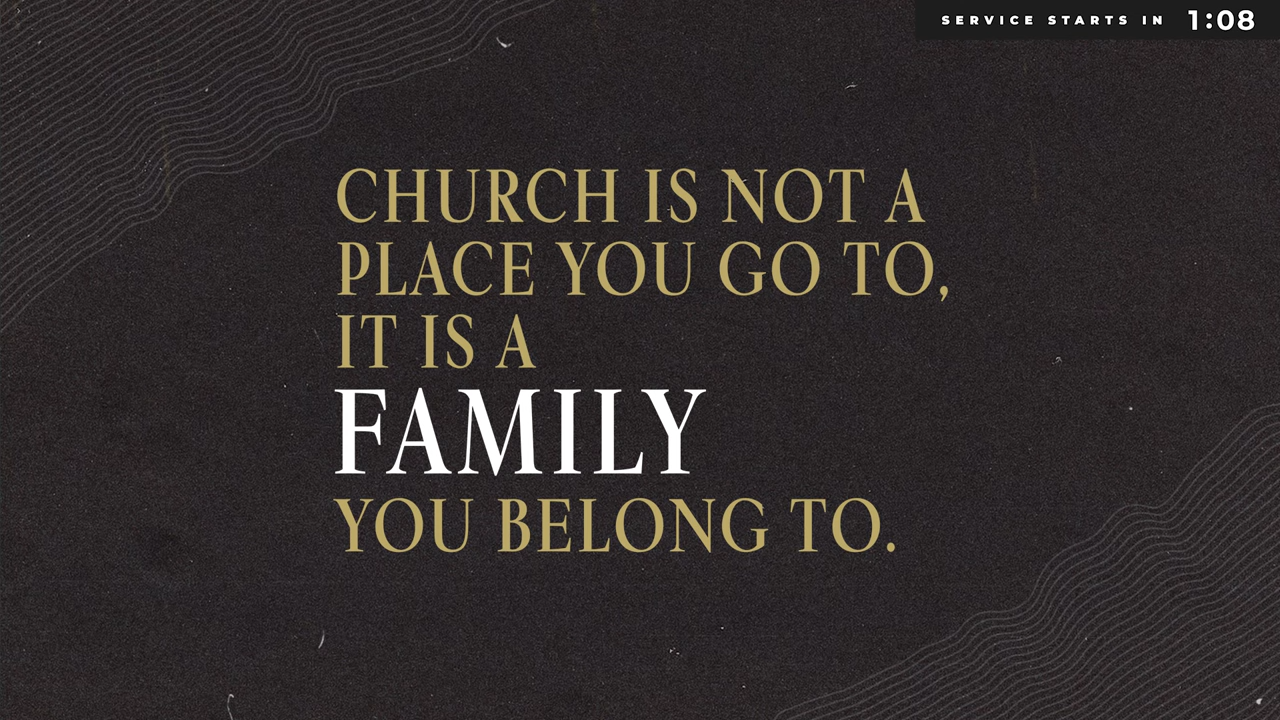 SERVICE STARTS IN 1:08
CHURCH IS NOT A
PLACE YOU GO TO,
IT IS A
FAMILY
YOU BELONG TO.